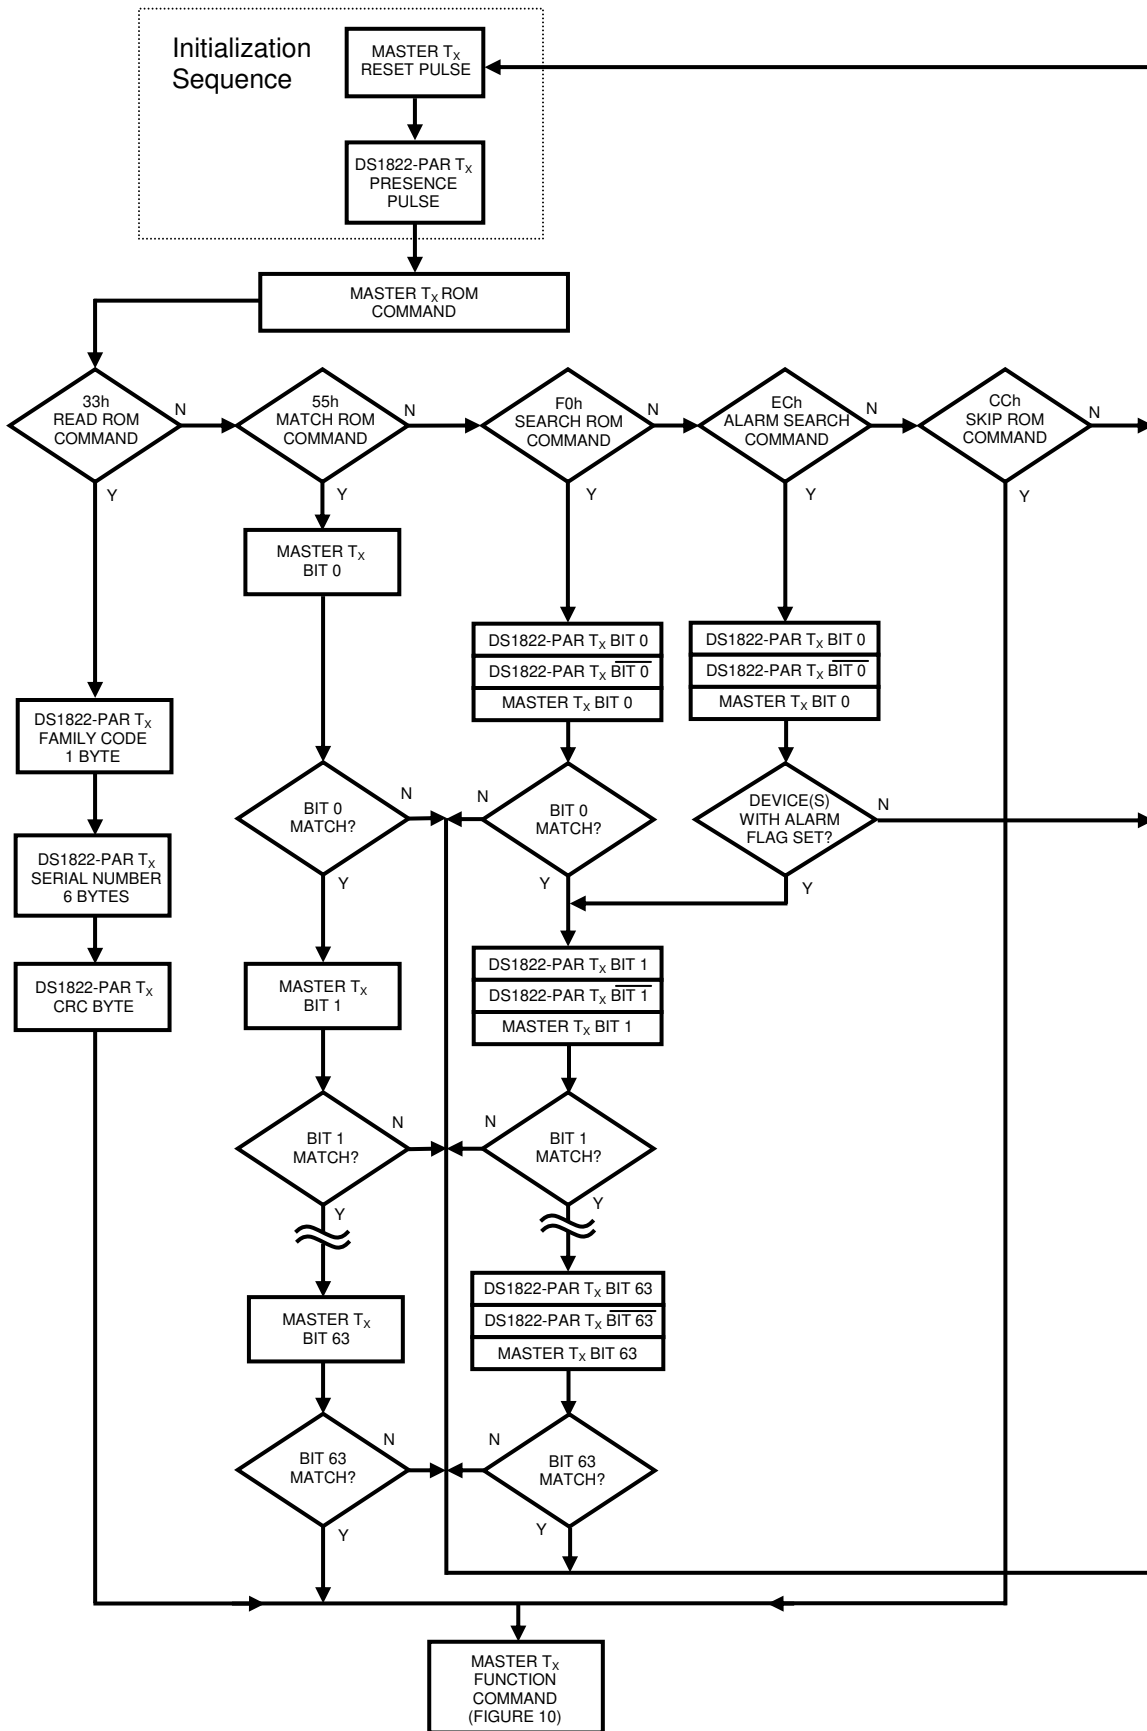 Initialization
Sequence
MASTER TX
RESET PULSE
DS1822-PAR TX
PRESENCE
PULSE
MASTER TX ROM
COMMAND
33h
READ ROM
COMMAND
N
Y
55h
MATCH ROM
COMMAND
N
Y
F0h
SEARCH ROM
COMMAND
N
Y
ECh
ALARM SEARCH
COMMAND
N
Y
CCh
SKIP ROM
COMMAND
N
Y
MASTER TX
BIT 0
DS1822-PAR TX BIT 0
DS1822-PAR TX BIT 0
MASTER TX BIT 0
DS1822-PAR TX BIT 0
DS1822-PAR TX BIT 0
MASTER TX BIT 0
DS1822-PAR TX
FAMILY CODE
1 BYTE
BIT 0
MATCH?
N
Y
BIT 0
MATCH?
N
Y
DEVICE(S)
WITH ALARM
FLAG SET?
N
Y
DS1822-PAR TX
SERIAL NUMBER
6 BYTES
DS1822-PAR TX
CRC BYTE
MASTER TX
BIT 1
DS1822-PAR TX BIT 1
DS1822-PAR TX BIT 1
MASTER TX BIT 1
BIT 1
MATCH?
N
Y
BIT 1
MATCH?
N
Y
MASTER TX
BIT 63
DS1822-PAR TX BIT 63
DS1822-PAR TX BIT 63
MASTER TX BIT 63
BIT 63
MATCH?
N
Y
BIT 63
MATCH?
N
Y
MASTER TX
FUNCTION
COMMAND
(FIGURE 10)